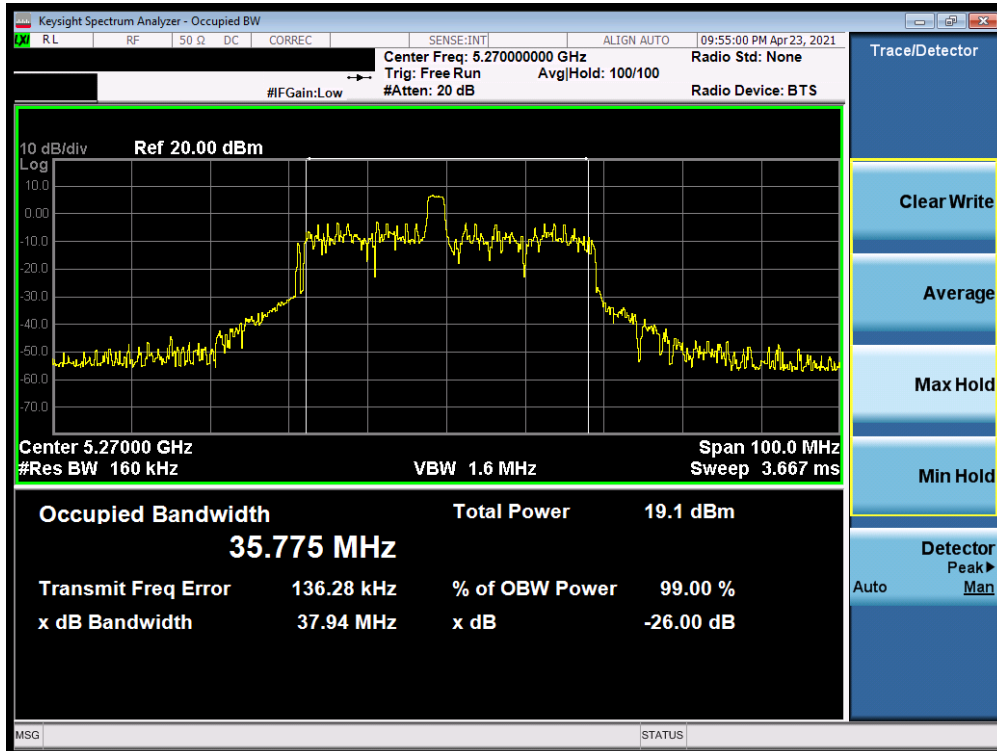 Keysight Spectrum Analyzer - Occupied BW
LXI RL RF 50 Ω DC CORREC SENSE:INT ALIGN AUTO 09:55:00 PM Apr 23, 2021
Center Freq: 5.270000000 GHz Radio Std: None
Trig: Free Run Avg|Hold: 100/100
#IFGain:Low #Atten: 20 dB Radio Device: BTS
10 dB/div Ref 20.00 dBm
Log
10.0
0.00
-10.0
-20.0
-30.0
-40.0
-50.0
-60.0
-70.0
Center 5.27000 GHz Span 100.0 MHz
#Res BW 160 kHz VBW 1.6 MHz Sweep 3.667 ms
Occupied Bandwidth Total Power 19.1 dBm
35.775 MHz
Transmit Freq Error 136.28 kHz % of OBW Power 99.00 %
x dB Bandwidth 37.94 MHz x dB -26.00 dB
MSG STATUS
Trace/Detector
Clear Write
Average
Max Hold
Min Hold
Detector
Peak▶
Auto Man